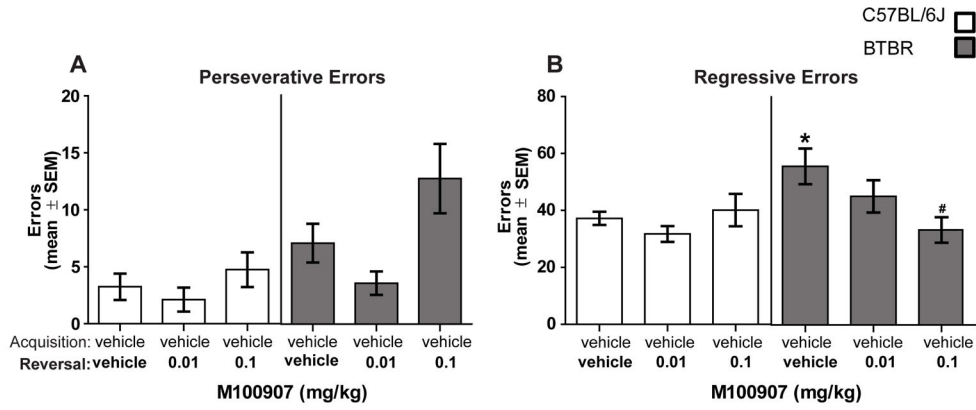 C57BL/6J
BTBR
A
Perseverative Errors
Errors
(mean ± SEM)
20
15
10
5
0
Acquisition: vehicle vehicle vehicle vehicle vehicle vehicle
Reversal: vehicle 0.01 0.1 vehicle 0.01 0.1
M100907 (mg/kg)
B
Regressive Errors
Errors
(mean ± SEM)
80
60
40
20
0
*
#
vehicle vehicle vehicle vehicle vehicle vehicle
vehicle 0.01 0.1 vehicle 0.01 0.1
M100907 (mg/kg)